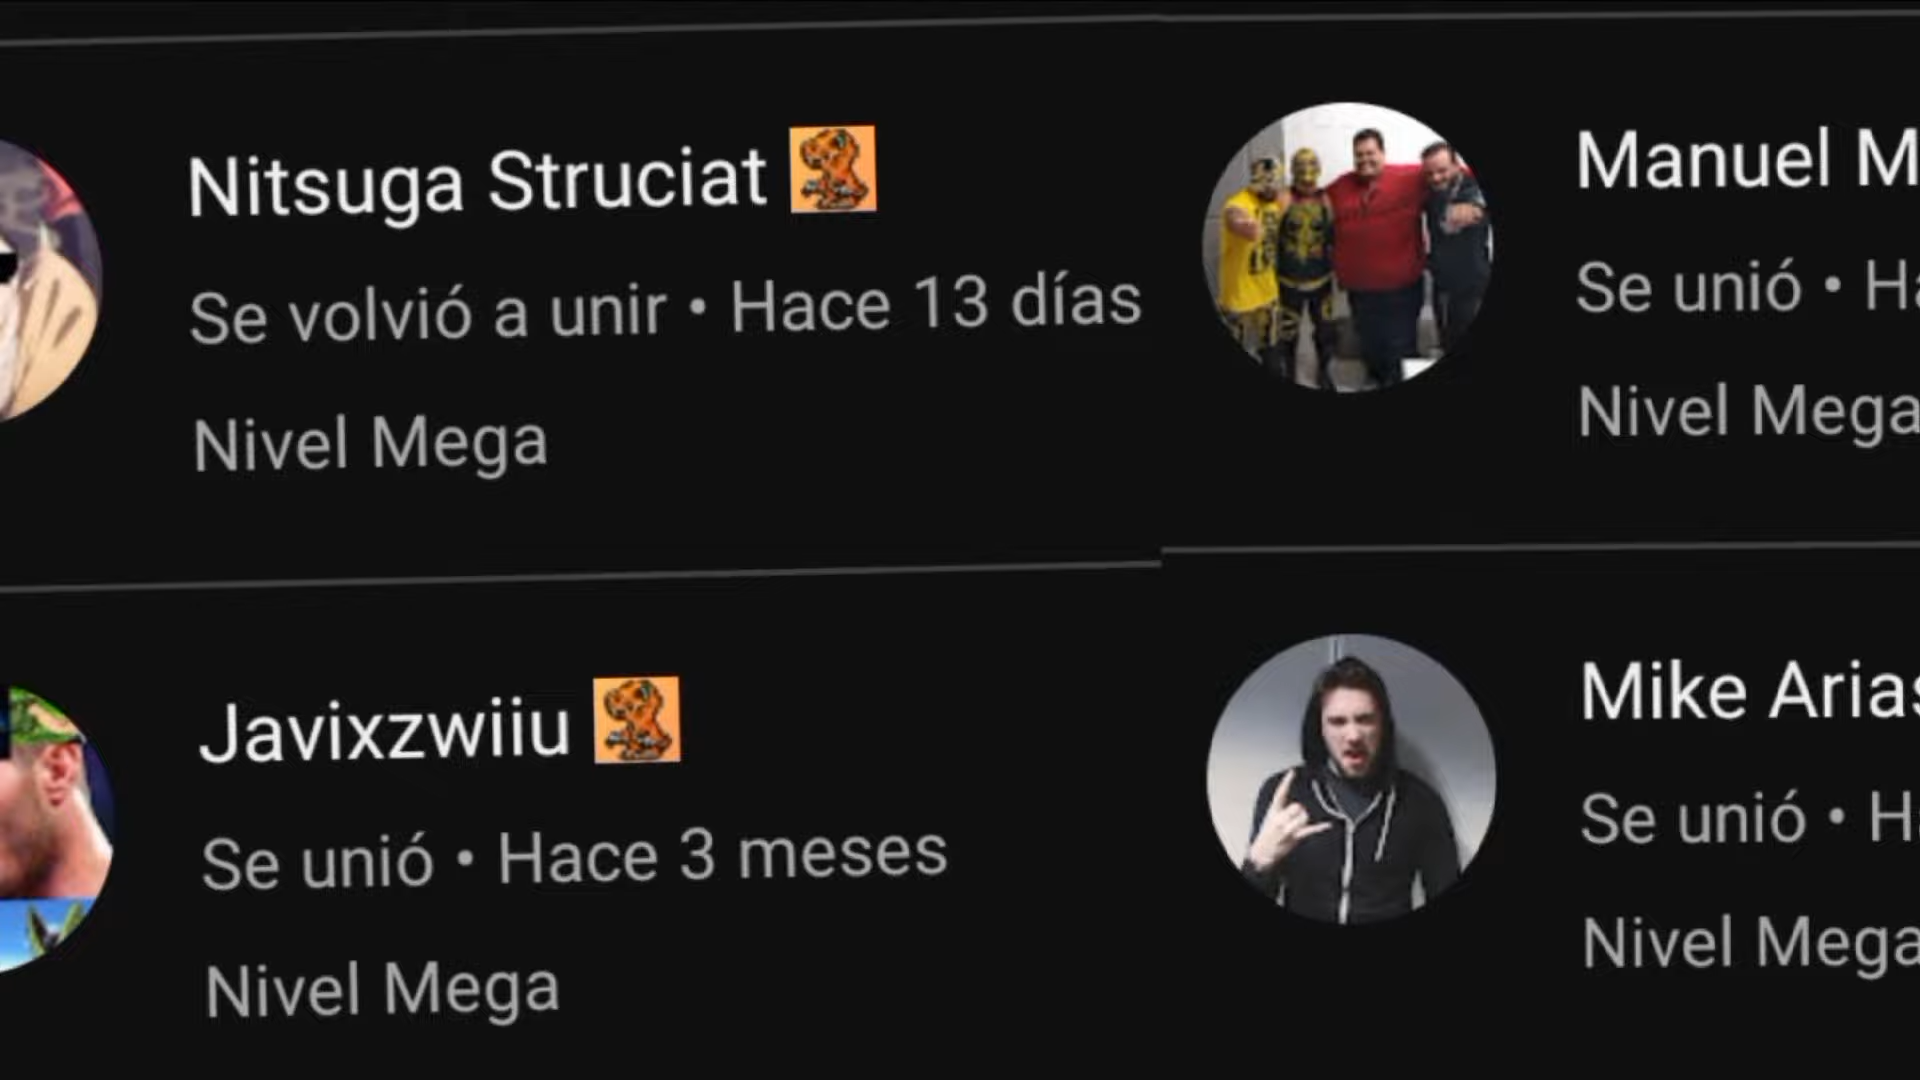 Nitsuga Struciat
Se volvió a unir • Hace 13 días
Nivel Mega
Javixzwiiu
Se unió • Hace 3 meses
Nivel Mega
Manuel
Se unió •
Nivel Mega
Mike Arias
Se unió •
Nivel Mega